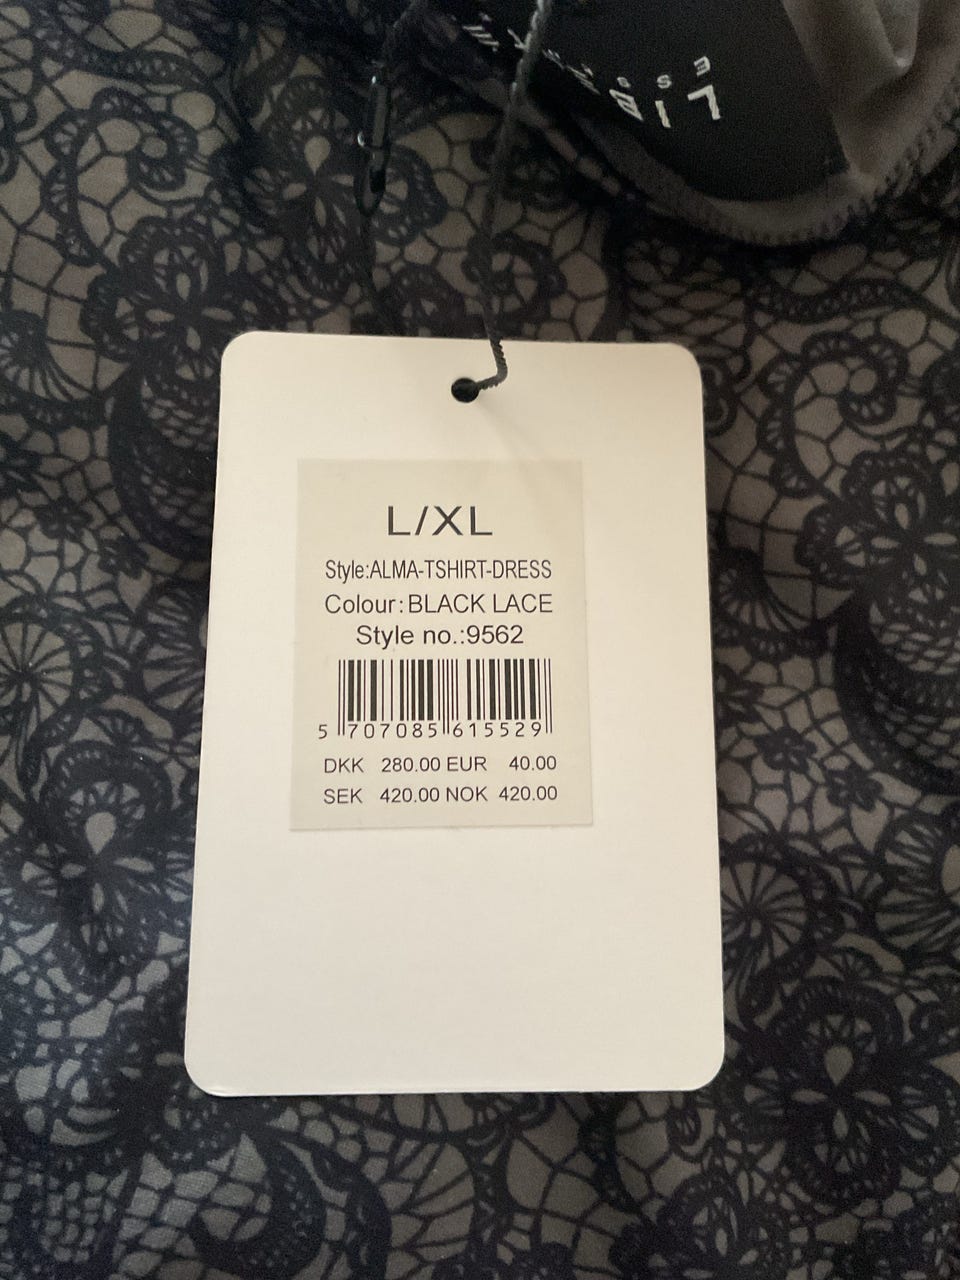 L/XL
Style:ALMA-TSHIRT-DRESS
Colour:BLACK LACE
Style no.:9562
5 707085 615529
DKK 280.00 EUR 40.00
SEK 420.00 NOK 420.00